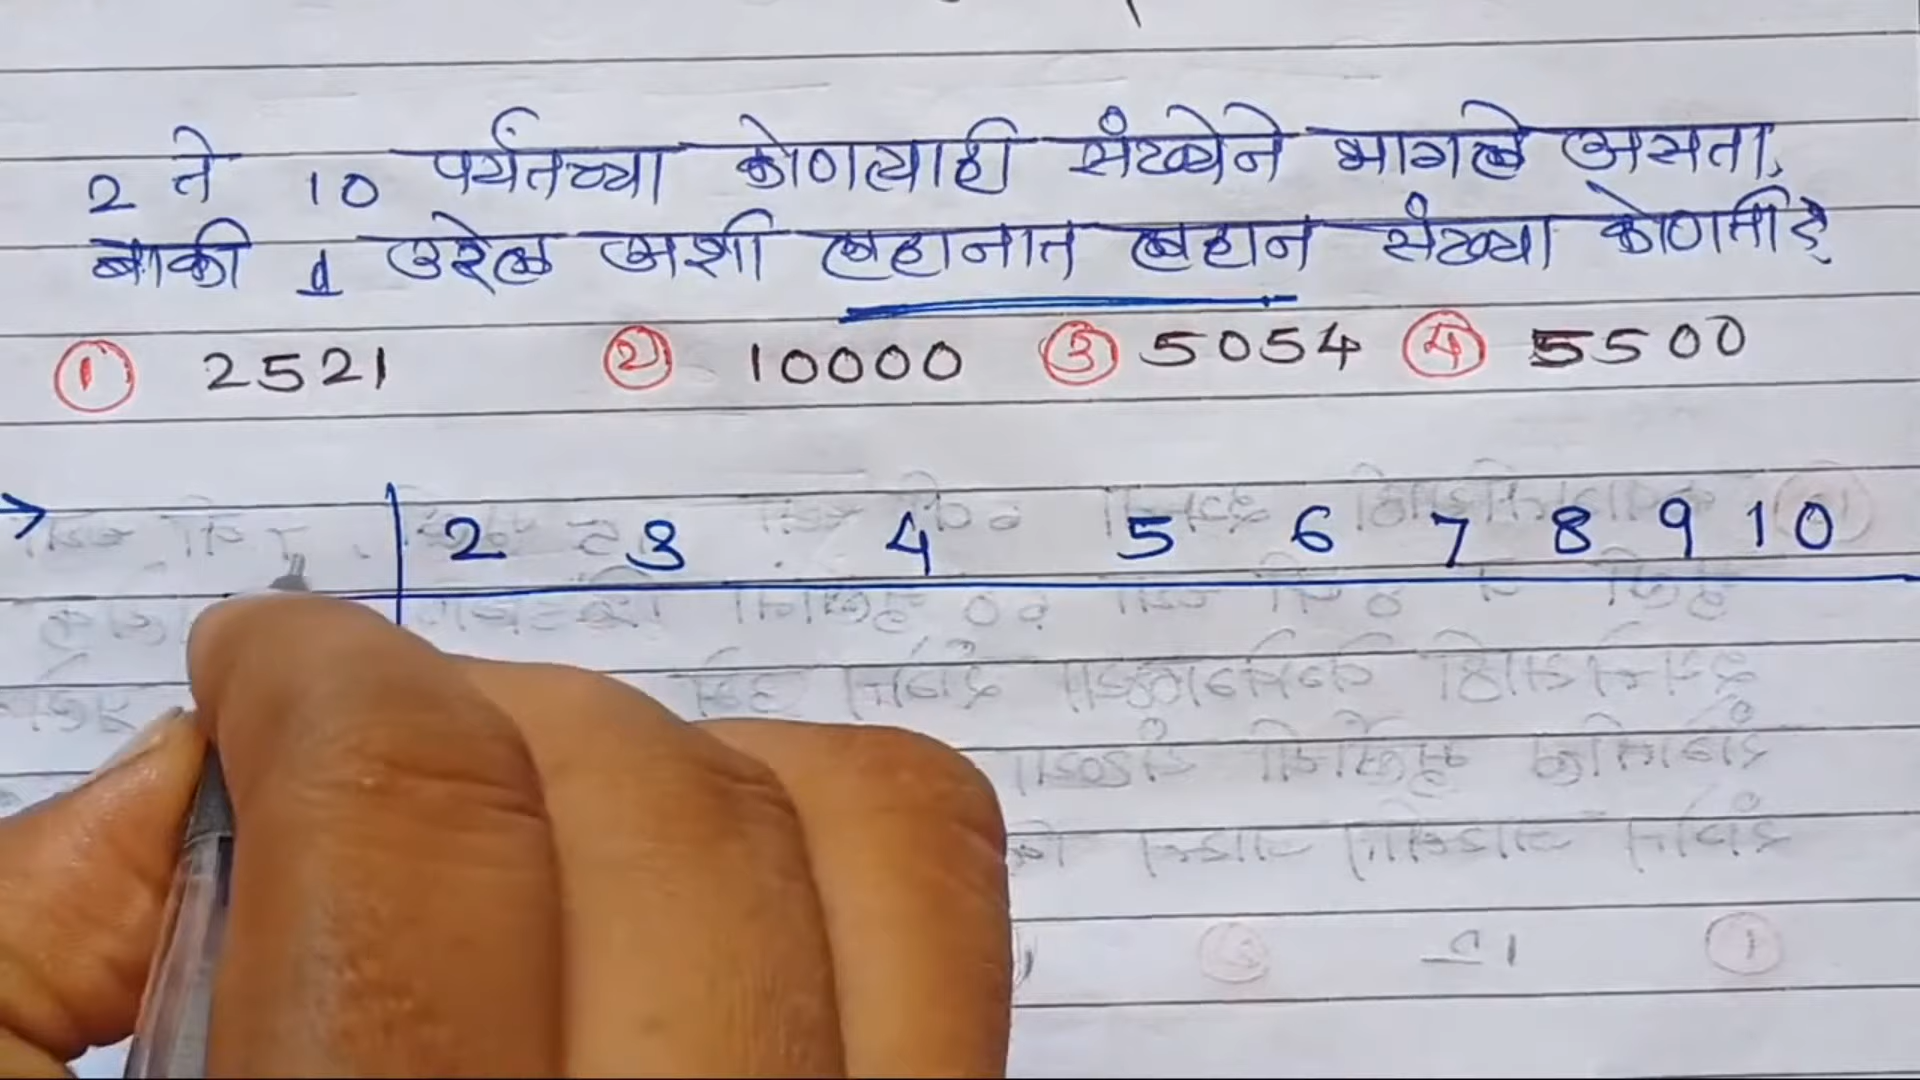 2 ते 10 पर्यंतच्या कोणत्याही संख्येने भागले असता,
बाकी 1 उरेल अशी लहानात लहान संख्या कोणती?
① 2521 ② 10000 ③ 5054 ④ 5500
→ 2 3 4 5 6 7 8 9 10